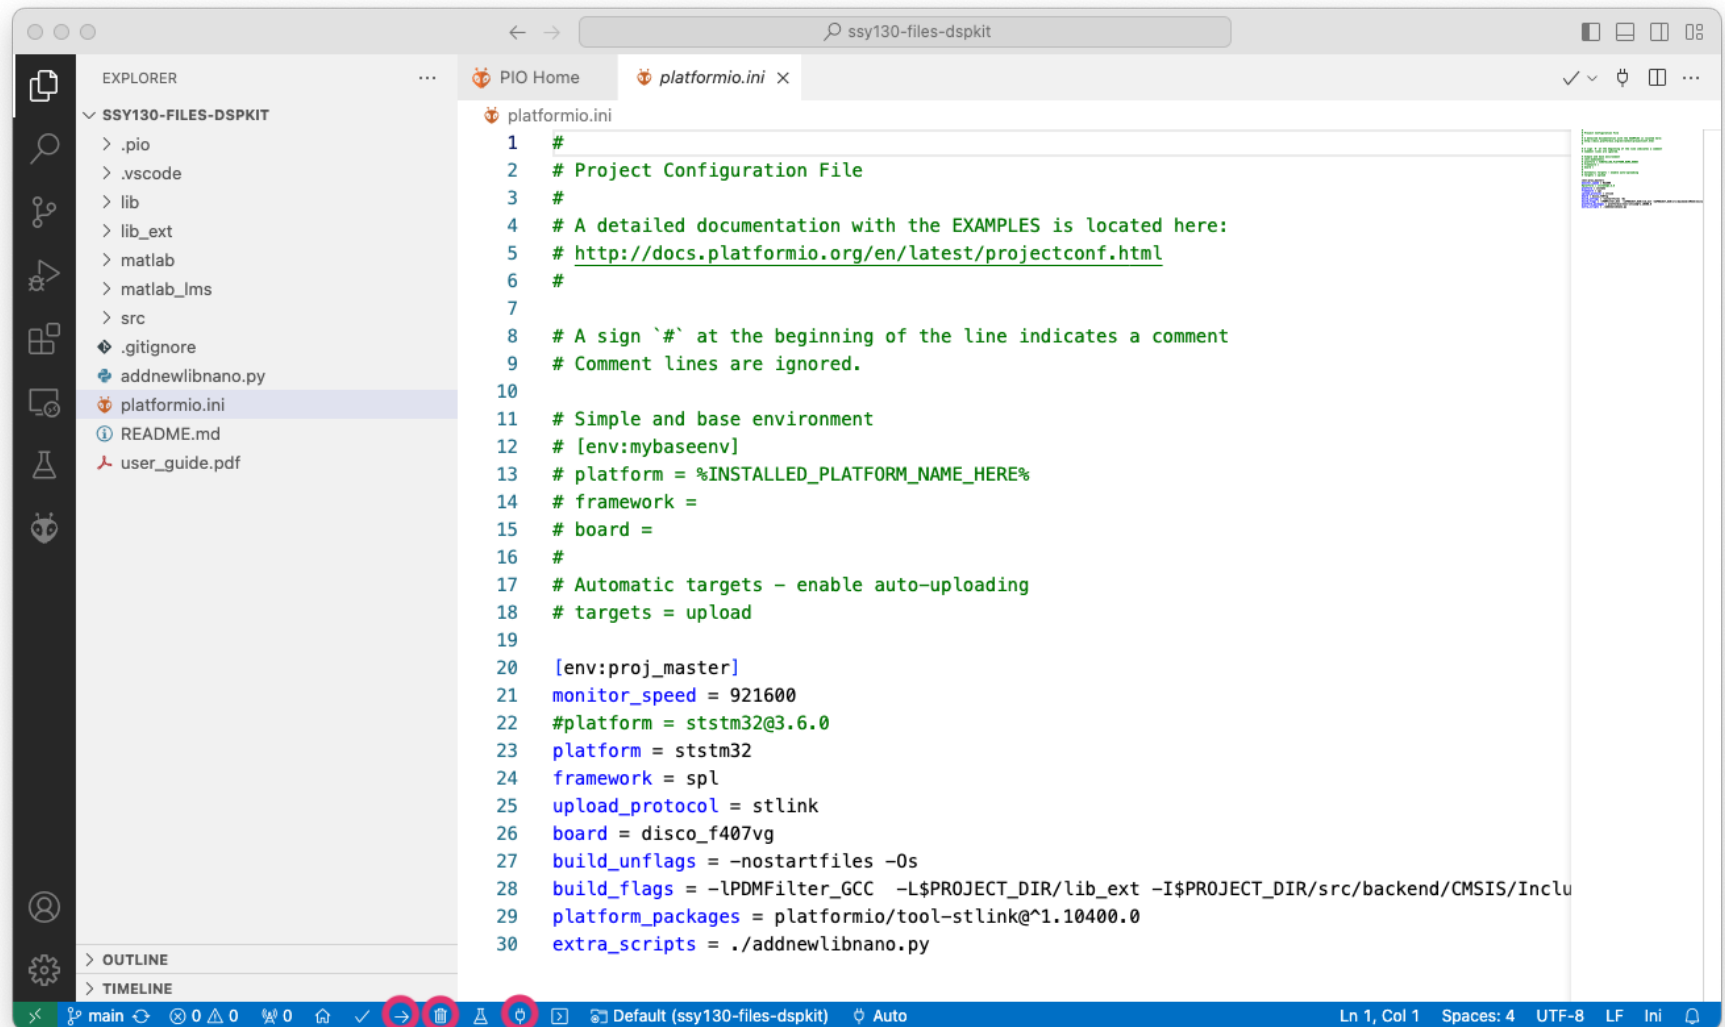 ssy130-files-dspkit
EXPLORER
PIO Home
platformio.ini
SSY130-FILES-DSPKIT
platformio.ini
.pio
.vscode
lib
lib_ext
matlab
matlab_lms
src
.gitignore
addnewlibnano.py
platformio.ini
README.md
user_guide.pdf
1 #
2 # Project Configuration File
3 #
4 # A detailed documentation with the EXAMPLES is located here:
5 # http://docs.platformio.org/en/latest/projectconf.html
6 #
7
8 # A sign `#` at the beginning of the line indicates a comment
9 # Comment lines are ignored.
10
11 # Simple and base environment
12 # [env:mybaseenv]
13 # platform = %INSTALLED_PLATFORM_NAME_HERE%
14 # framework =
15 # board =
16 #
17 # Automatic targets - enable auto-uploading
18 # targets = upload
19
20 [env:proj_master]
21 monitor_speed = 921600
22 #platform = ststm32@3.6.0
23 platform = ststm32
24 framework = spl
25 upload_protocol = stlink
26 board = disco_f407vg
27 build_unflags = -nostartfiles -Os
28 build_flags = -lPDMFilter_GCC  -L$PROJECT_DIR/lib_ext -I$PROJECT_DIR/src/backend/CMSIS/Inclu
29 platform_packages = platformio/tool-stlink@^1.10400.0
30 extra_scripts = ./addnewlibnano.py
OUTLINE
TIMELINE
main 0 0 0 Default (ssy130-files-dspkit) Auto Ln 1, Col 1 Spaces: 4 UTF-8 LF Ini